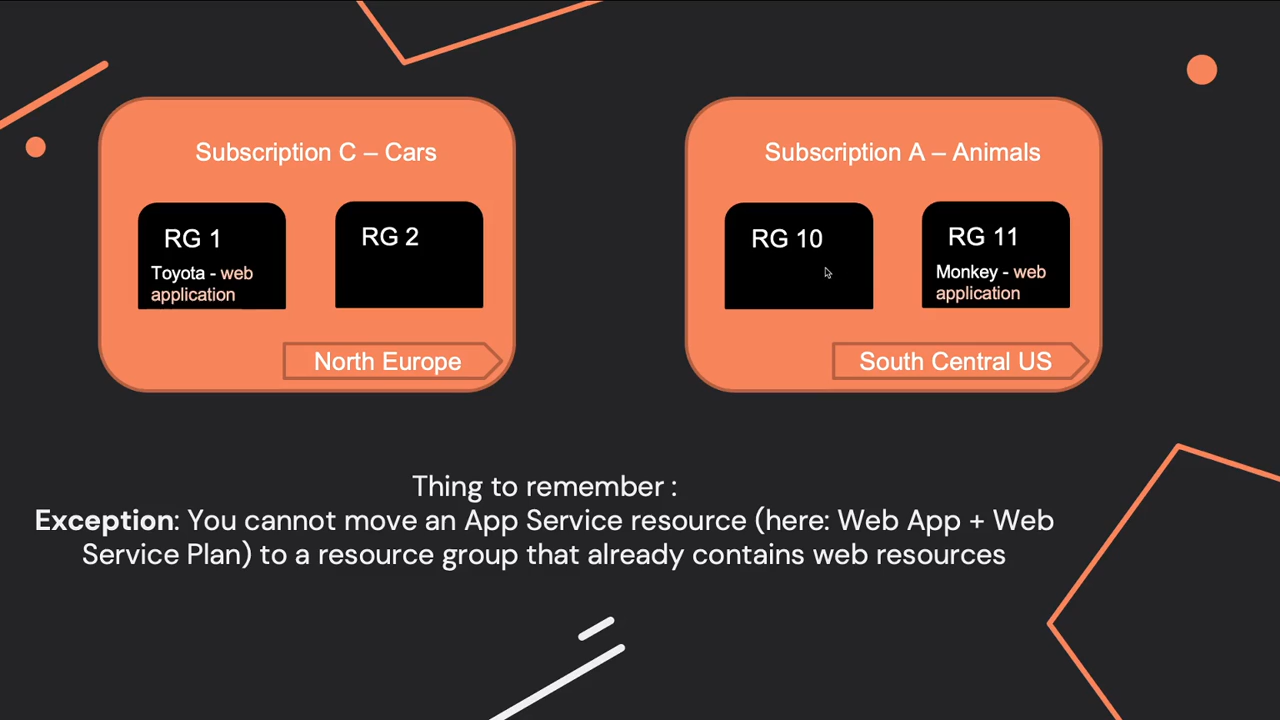 Subscription C – Cars
RG 1
Toyota - web
application
RG 2
North Europe
Subscription A – Animals
RG 10
RG 11
Monkey - web
application
South Central US
Thing to remember :
Exception: You cannot move an App Service resource (here: Web App + Web
Service Plan) to a resource group that already contains web resources